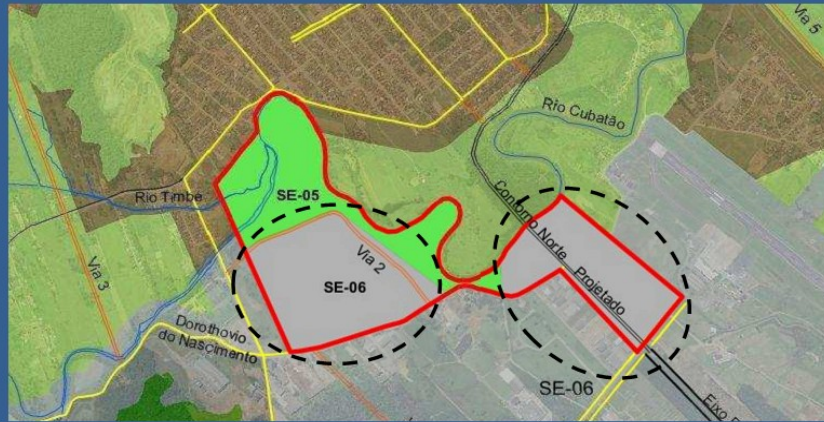 Via 5
Rio Cubatão
Rio Timbe
SE-05
Contorno Norte Projetado
Via 3
Via 2
SE-06
Dorothovio
do Nascimento
SE-06
Eixo